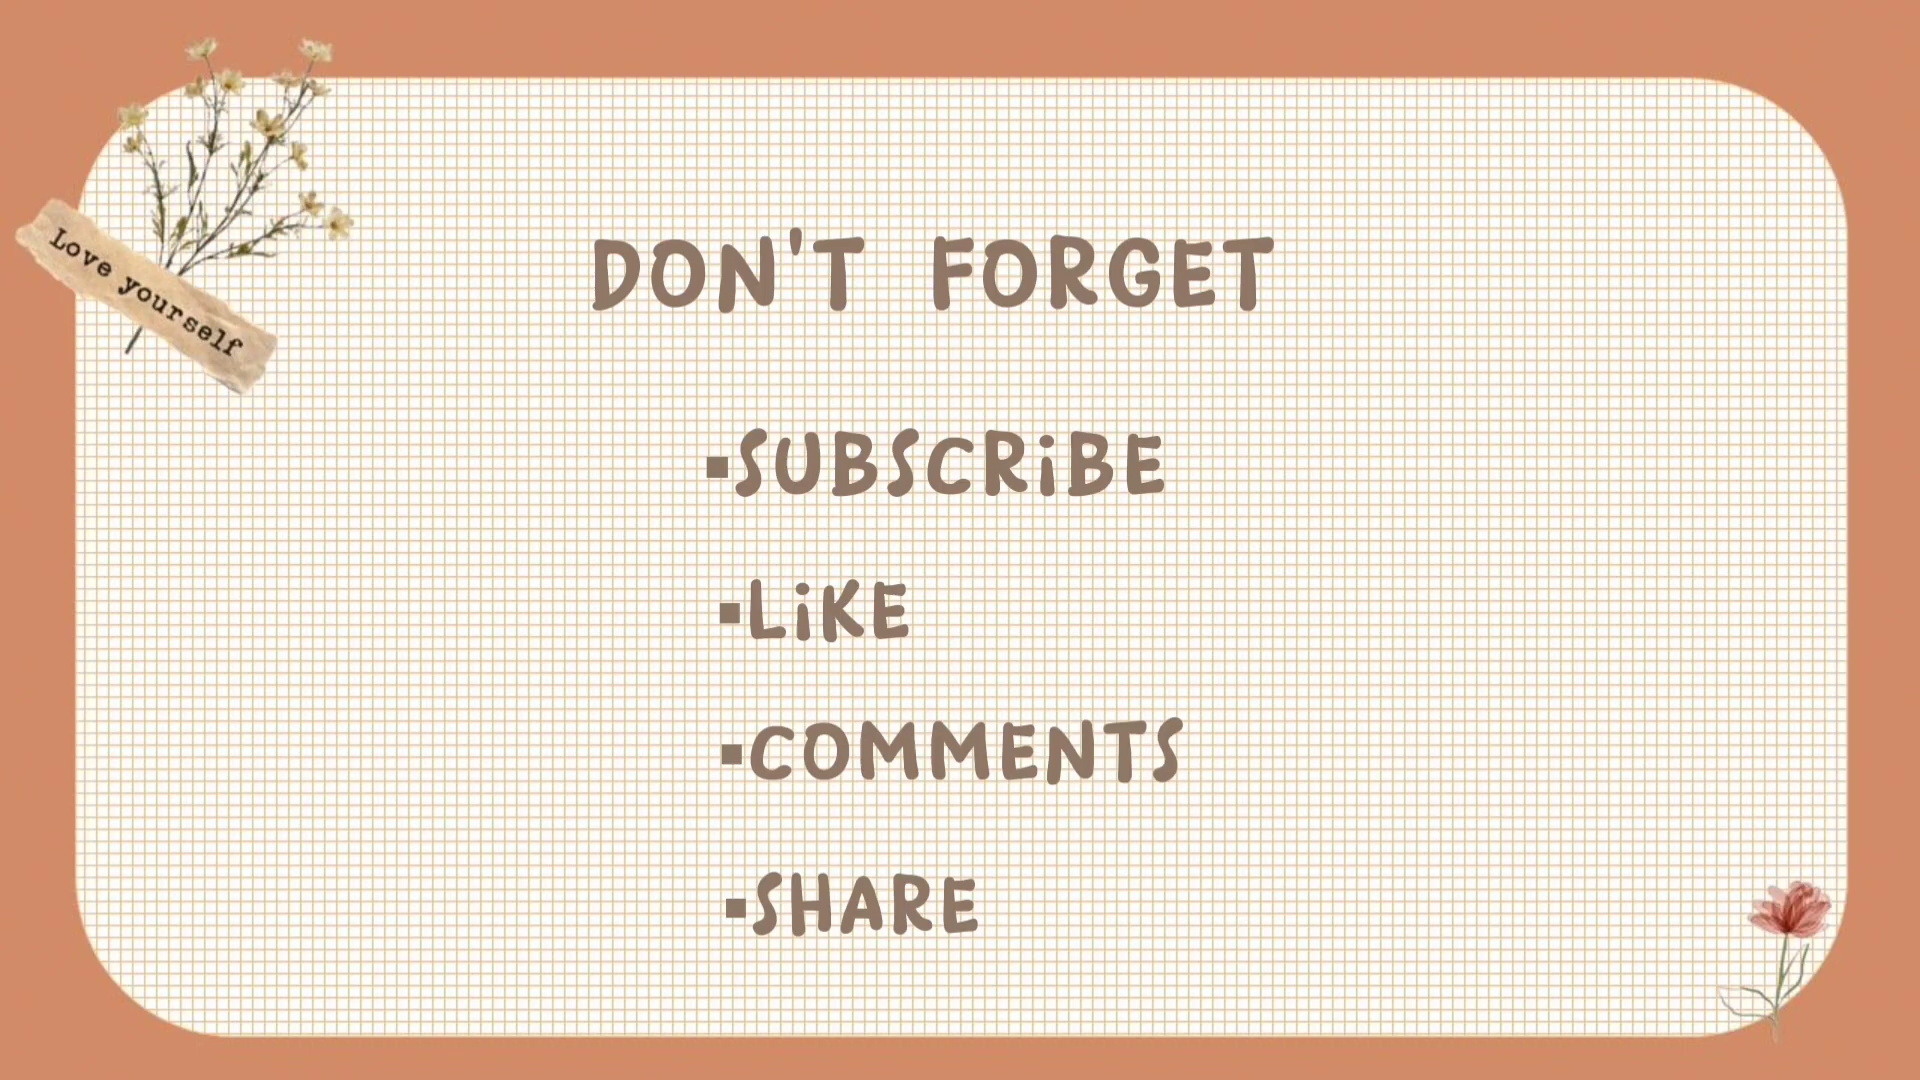 Love yourself
DON'T FORGET
▪SUBSCRiBE
▪LiKE
▪COMMENTS
▪SHARE